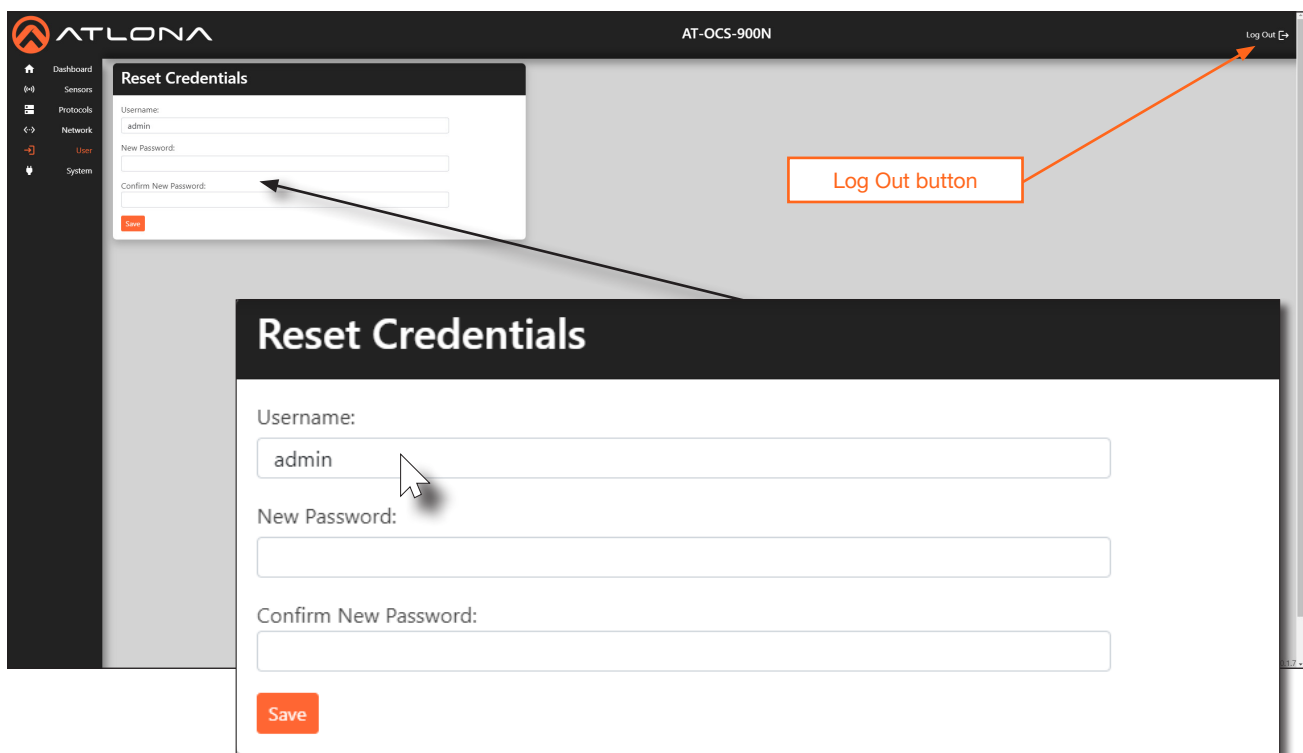 ATLONA
AT-OCS-900N
Log Out
Dashboard
Sensors
Protocols
Network
User
System
Reset Credentials
Username:
admin
New Password:
Confirm New Password:
Save
Log Out button
Reset Credentials
Username:
admin
New Password:
Confirm New Password:
Save